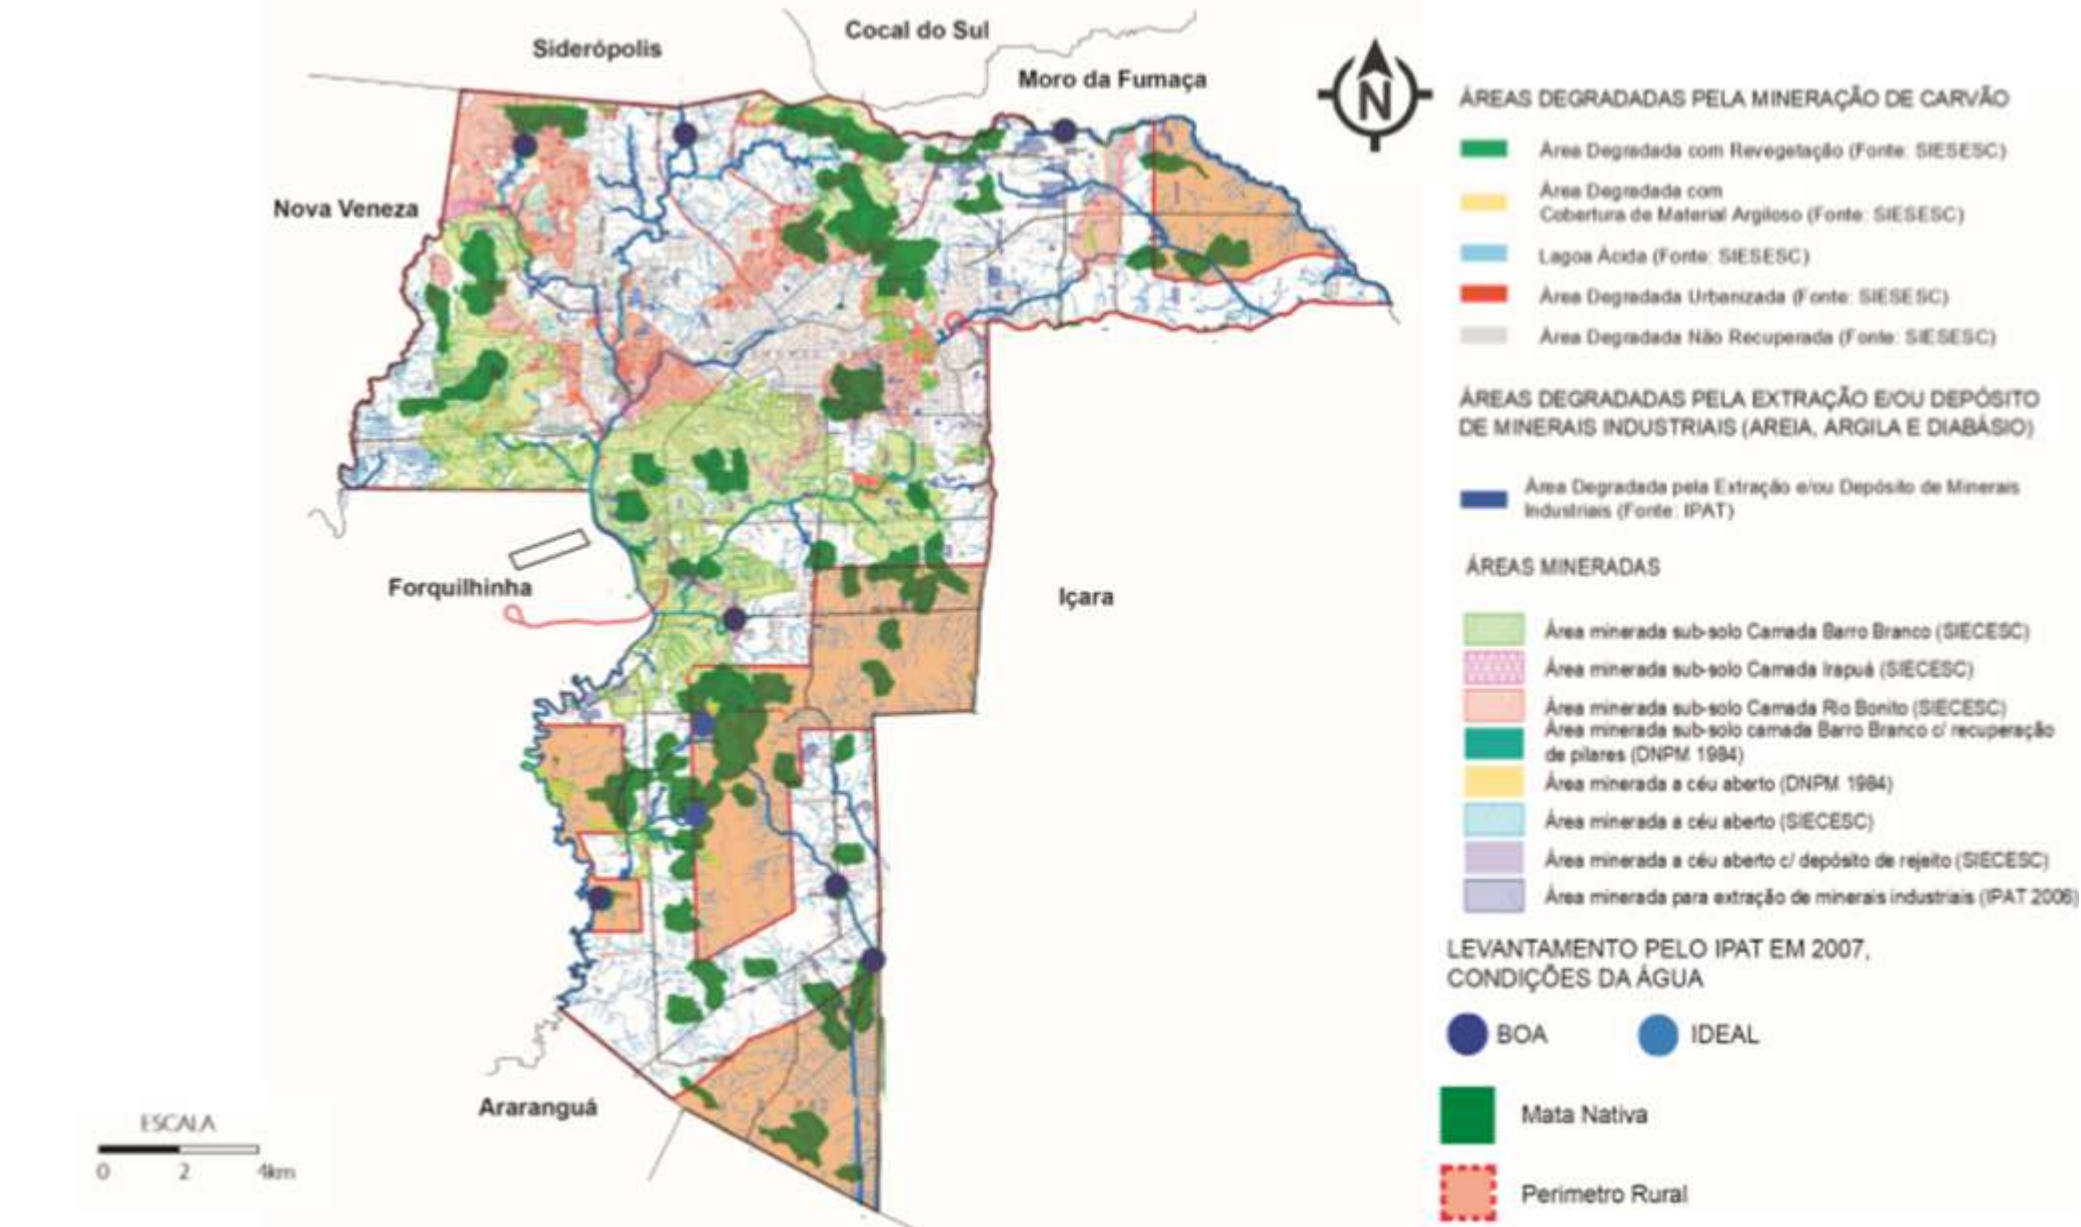 Siderópolis
Cocal do Sul
Moro da Fumaça
Nova Veneza
Forquilhinha
Içara
Araranguá
ESCALA
0 2 4km
N
ÁREAS DEGRADADAS PELA MINERAÇÃO DE CARVÃO
Área Degradada com Revegetação (Fonte: SIESESC)
Área Degradada com
Cobertura de Material Argiloso (Fonte: SIESESC)
Lagoa Ácida (Fonte: SIESESC)
Área Degradada Urbanizada (Fonte: SIESESC)
Área Degradada Não Recuperada (Fonte: SIESESC)
ÁREAS DEGRADADAS PELA EXTRAÇÃO E/OU DEPÓSITO
DE MINERAIS INDUSTRIAIS (AREIA, ARGILA E DIABÁSIO)
Área Degradada pela Extração e/ou Depósito de Minerais
Industriais (Fonte: IPAT)
ÁREAS MINERADAS
Área minerada sub-solo Camada Barro Branco (SIECESC)
Área minerada sub-solo Camada Irapuá (SIECESC)
Área minerada sub-solo Camada Rio Bonito (SIECESC)
Área minerada sub-solo camada Barro Branco c/ recuperação
de pilares (DNPM 1984)
Área minerada a céu aberto (DNPM 1984)
Área minerada a céu aberto (SIECESC)
Área minerada a céu aberto c/ depósito de rejeito (SIECESC)
Área minerada para extração de minerais industriais (IPAT 2006)
LEVANTAMENTO PELO IPAT EM 2007,
CONDIÇÕES DA ÁGUA
BOA IDEAL
Mata Nativa
Perimetro Rural